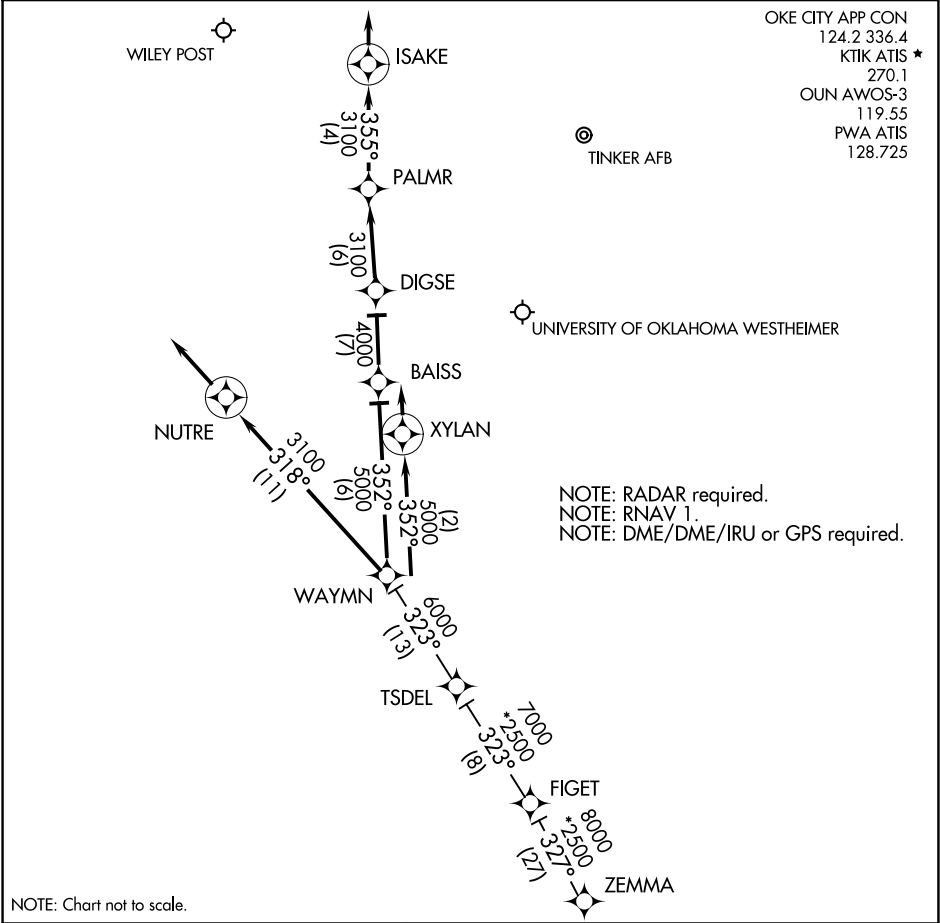 OKE CITY APP CON
124.2 336.4
KTIK ATIS
270.1
OUN AWOS-3
119.55
PWA ATIS
128.725
WILEY POST
ISAKE
355°
3100
(4)
TINKER AFB
PALMR
3100
(6)
DIGSE
UNIVERSITY OF OKLAHOMA WESTHEIMER
4000
(7)
BAISS
NUTRE
XYLAN
3100
318°
(11)
352°
5000
(6)
(2)
5000
352°
NOTE: RADAR required.
NOTE: RNAV 1.
NOTE: DME/DME/IRU or GPS required.
WAYMN
6000
323°
(13)
TSDEL
7000
*2500
323°
(8)
FIGET
8000
*2500
327°
(27)
ZEMMA
NOTE: Chart not to scale.